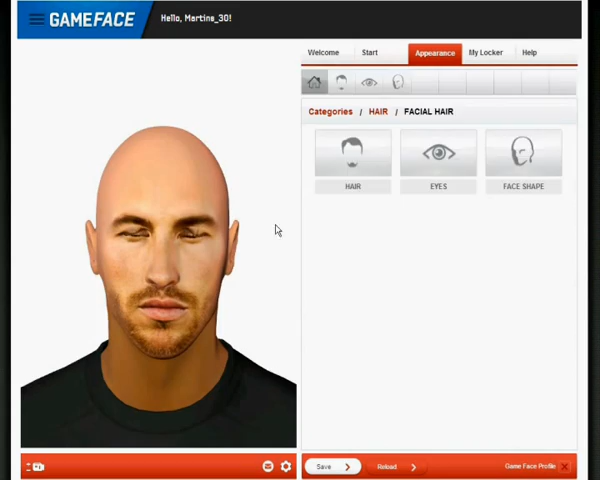 GAMEFACE
Hello, Martins_30!
Welcome Start Appearance My Locker Help
Categories / HAIR / FACIAL HAIR
HAIR EYES FACE SHAPE
Save Reload Game Face Profile